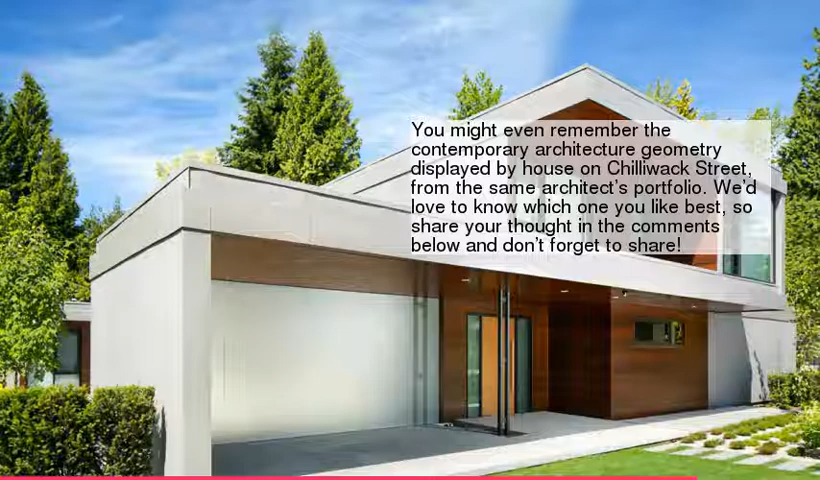 You might even remember the
contemporary architecture geometry
displayed by house on Chilliwack Street,
from the same architect's portfolio. We'd
love to know which one you like best, so
share your thought in the comments
below and don't forget to share!